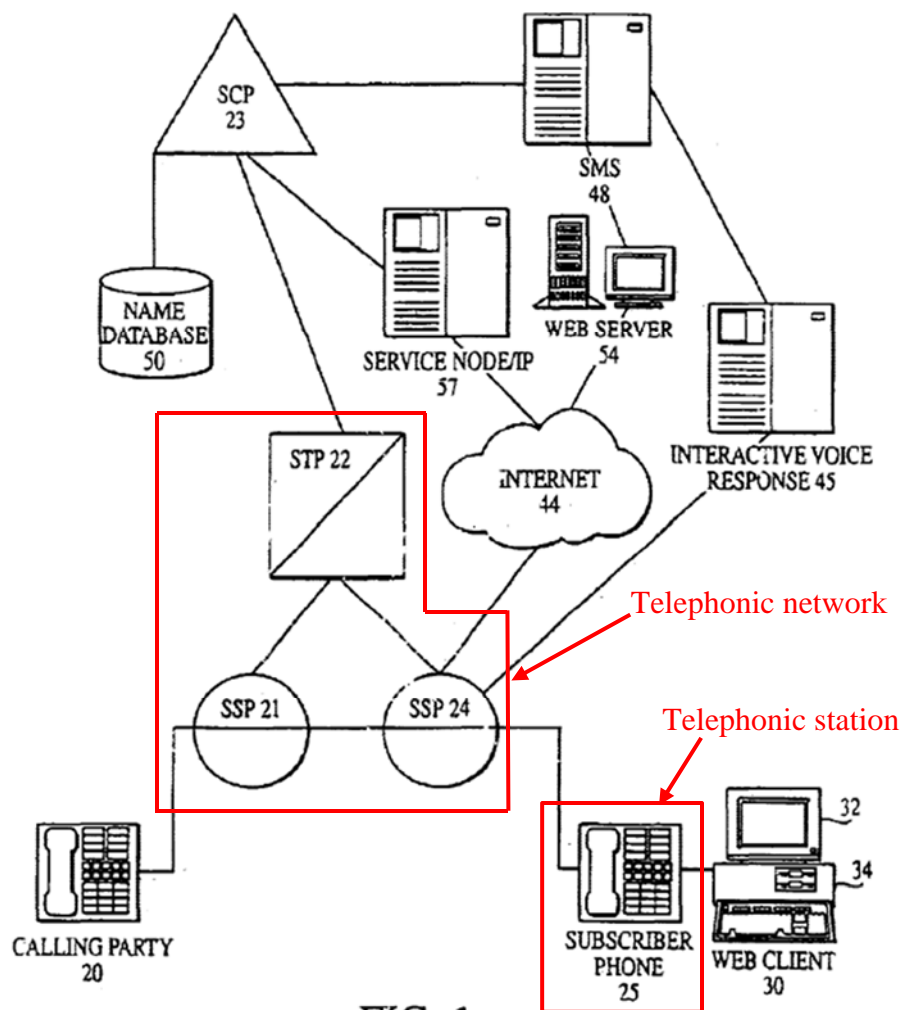 SCP
23
SMS
48
NAME
DATABASE
50
SERVICE NODE/IP
57
WEB SERVER
54
INTERACTIVE VOICE
RESPONSE 45
STP 22
INTERNET
44
Telephonic network
SSP 21
SSP 24
Telephonic station
32
34
CALLING PARTY
20
SUBSCRIBER
PHONE
25
WEB CLIENT
30